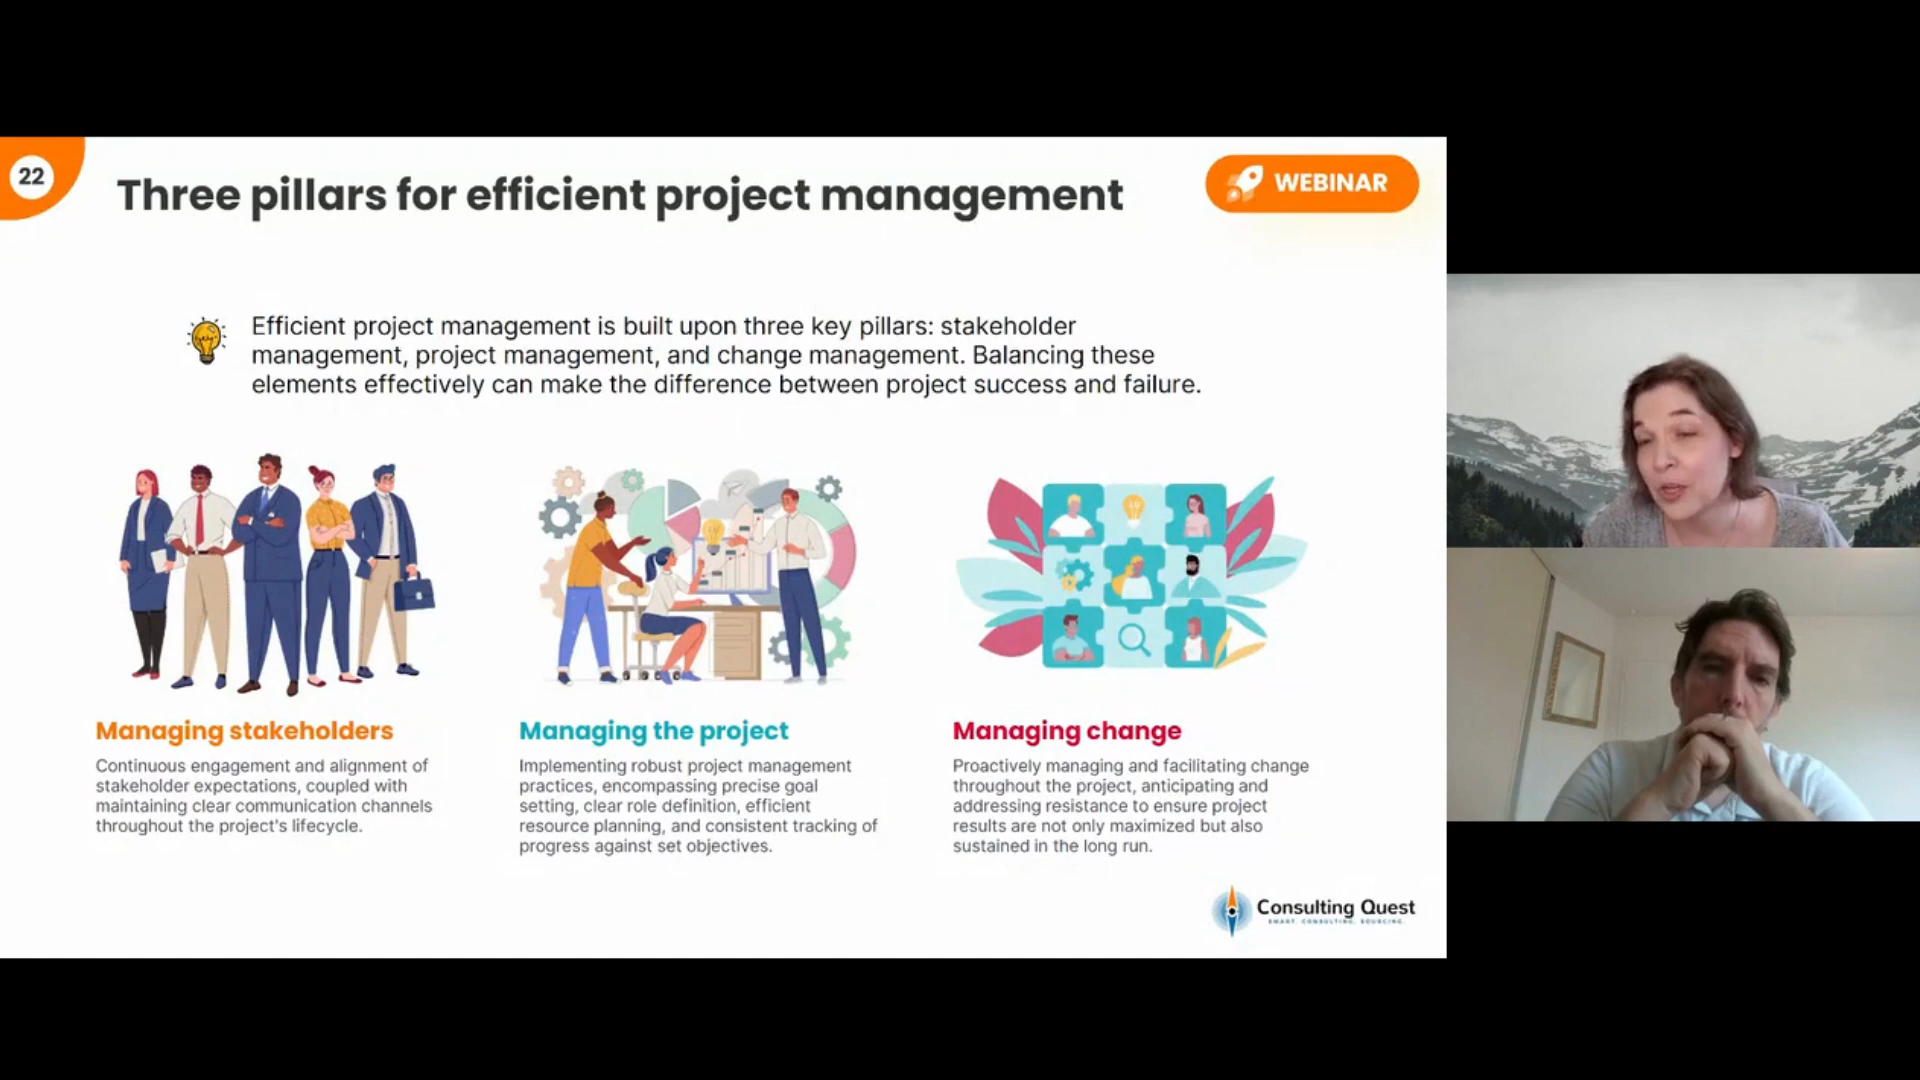 22
Three pillars for efficient project management
WEBINAR
Efficient project management is built upon three key pillars: stakeholder
management, project management, and change management. Balancing these
elements effectively can make the difference between project success and failure.
Managing stakeholders
Continuous engagement and alignment of
stakeholder expectations, coupled with
maintaining clear communication channels
throughout the project's lifecycle.
Managing the project
Implementing robust project management
practices, encompassing precise goal
setting, clear role definition, efficient
resource planning, and consistent tracking of
progress against set objectives.
Managing change
Proactively managing and facilitating change
throughout the project, anticipating and
addressing resistance to ensure project
results are not only maximized but also
sustained in the long run.
Consulting Quest
SMART. CONSULTING. SOURCING.